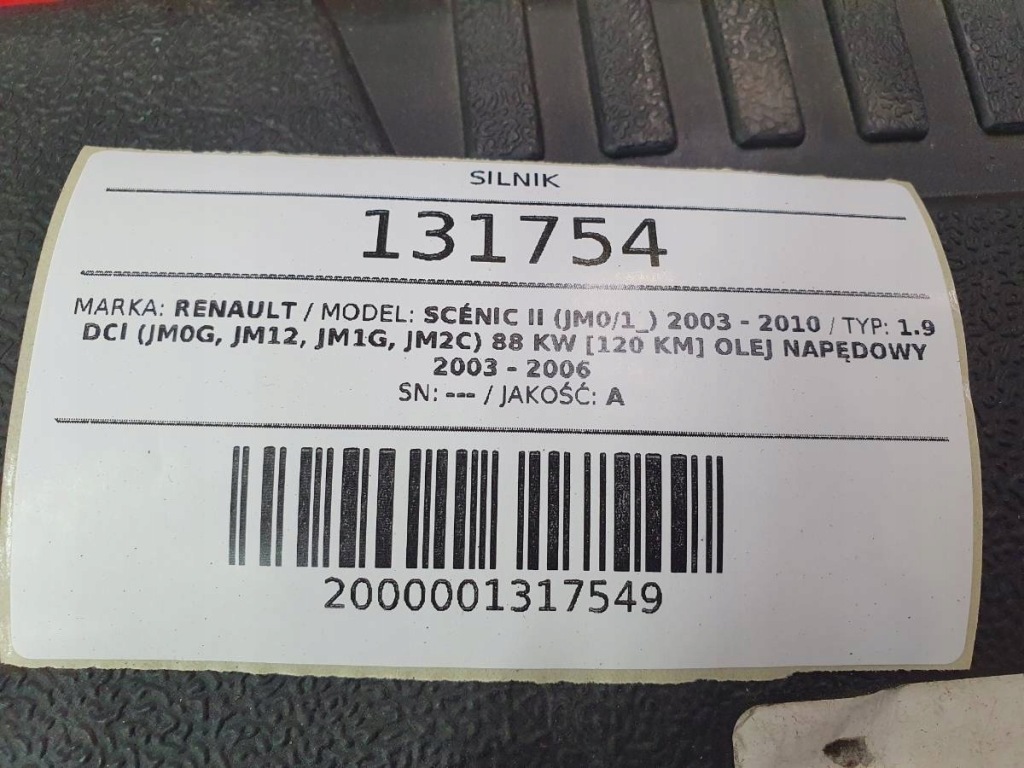 SILNIK
131754
MARKA: RENAULT / MODEL: SCÉNIC II (JM0/1_) 2003 - 2010 / TYP: 1.9
DCI (JM0G, JM12, JM1G, JM2C) 88 KW [120 KM] OLEJ NAPĘDOWY
2003 - 2006
SN: --- / JAKOŚĆ: A
2000001317549